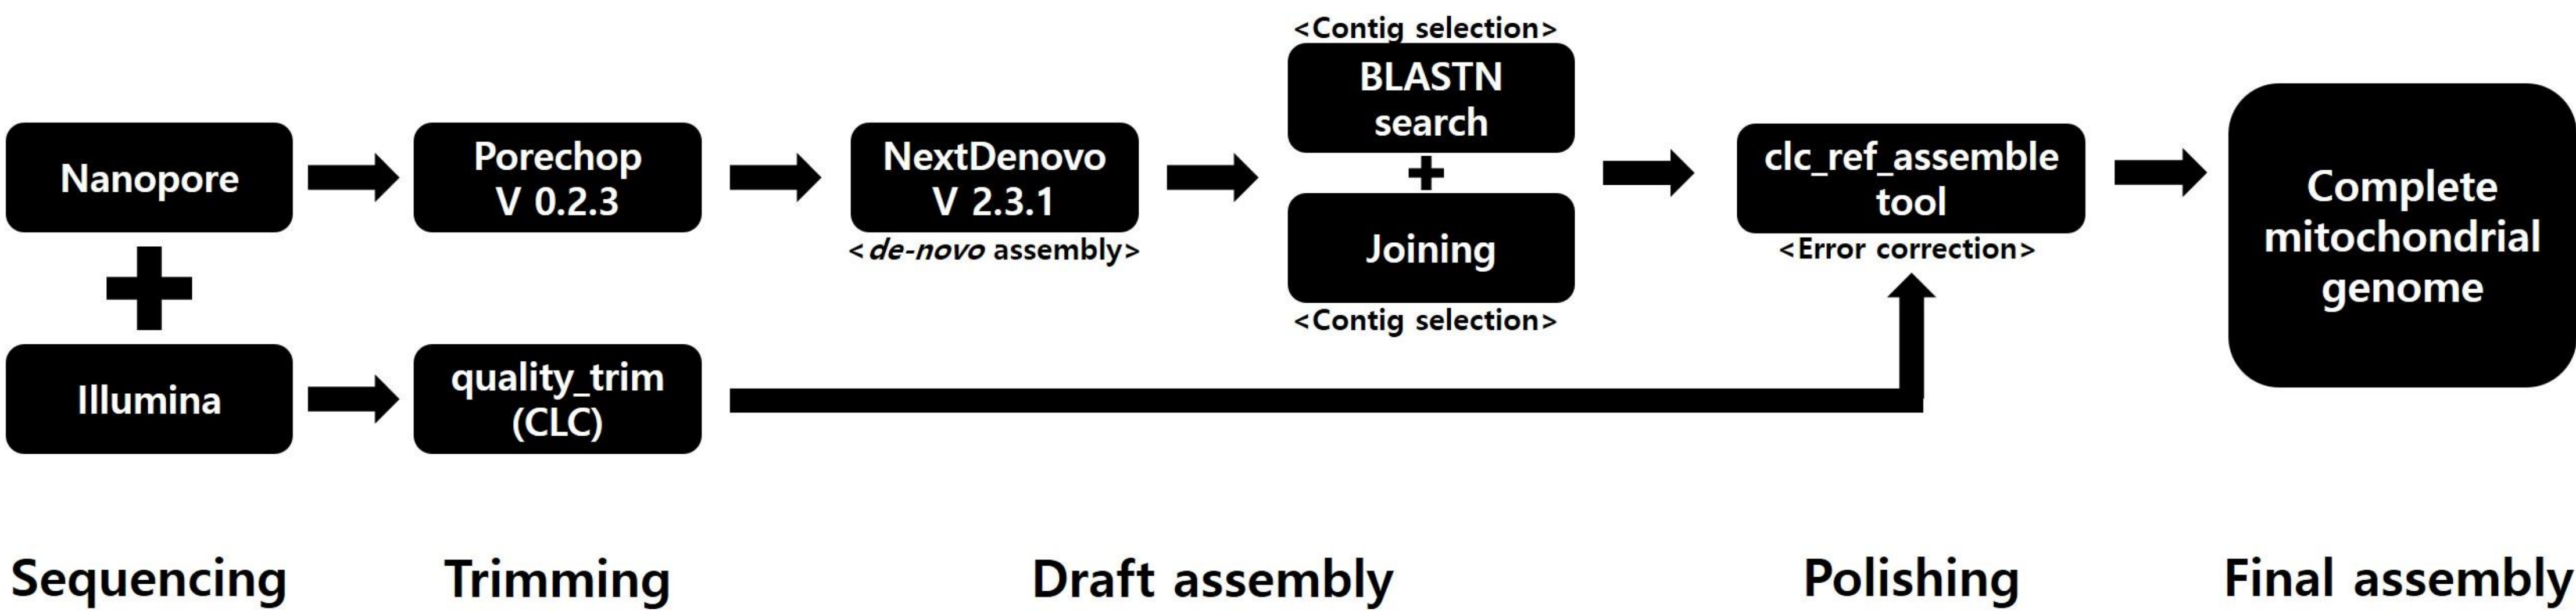 <Contig selection>
BLASTN
search
Nanopore
Porechop
V 0.2.3
NextDenovo
V 2.3.1
<de-novo assembly>
Joining
<Contig selection>
clc_ref_assemble
tool
<Error correction>
Complete
mitochondrial
genome
Illumina
quality_trim
(CLC)
Sequencing
Trimming
Draft assembly
Polishing
Final assembly